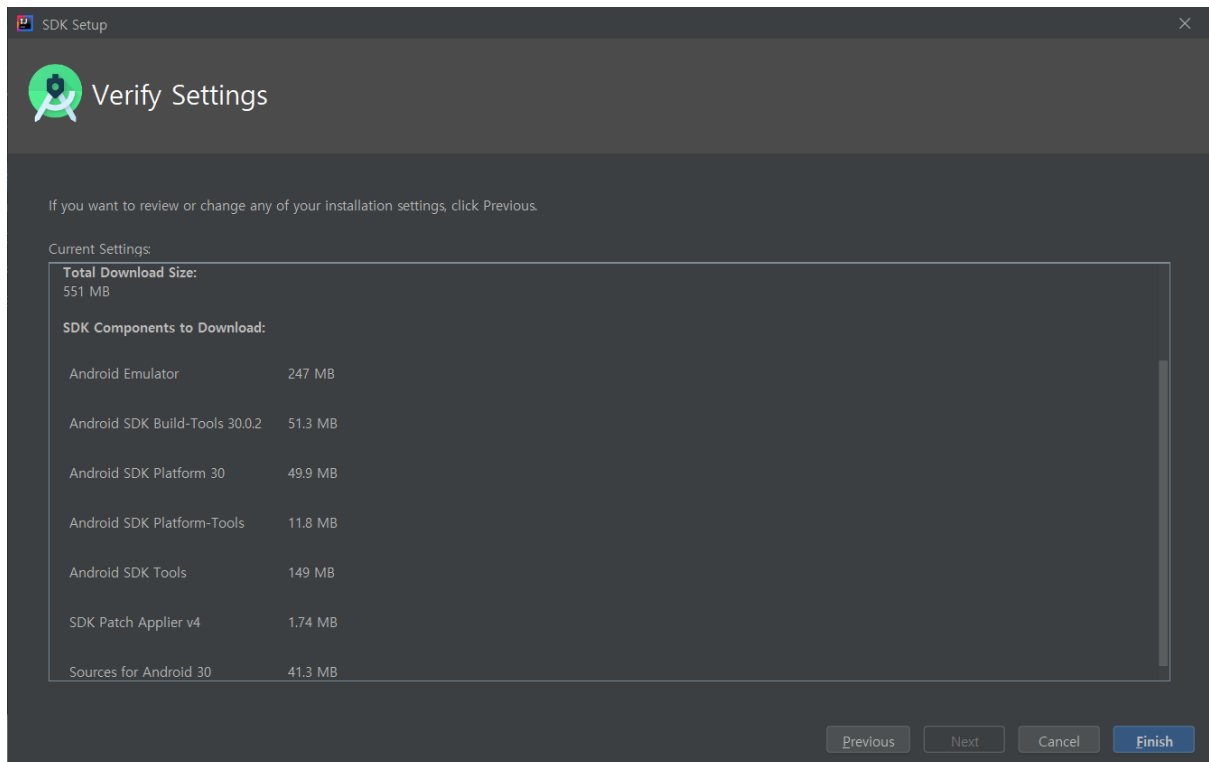 SDK Setup
Verify Settings
If you want to review or change any of your installation settings, click Previous.
Current Settings:
Total Download Size:
551 MB
SDK Components to Download:
Android Emulator 247 MB
Android SDK Build-Tools 30.0.2 51.3 MB
Android SDK Platform 30 49.9 MB
Android SDK Platform-Tools 11.8 MB
Android SDK Tools 149 MB
SDK Patch Applier v4 1.74 MB
Sources for Android 30 41.3 MB
Previous Next Cancel Finish